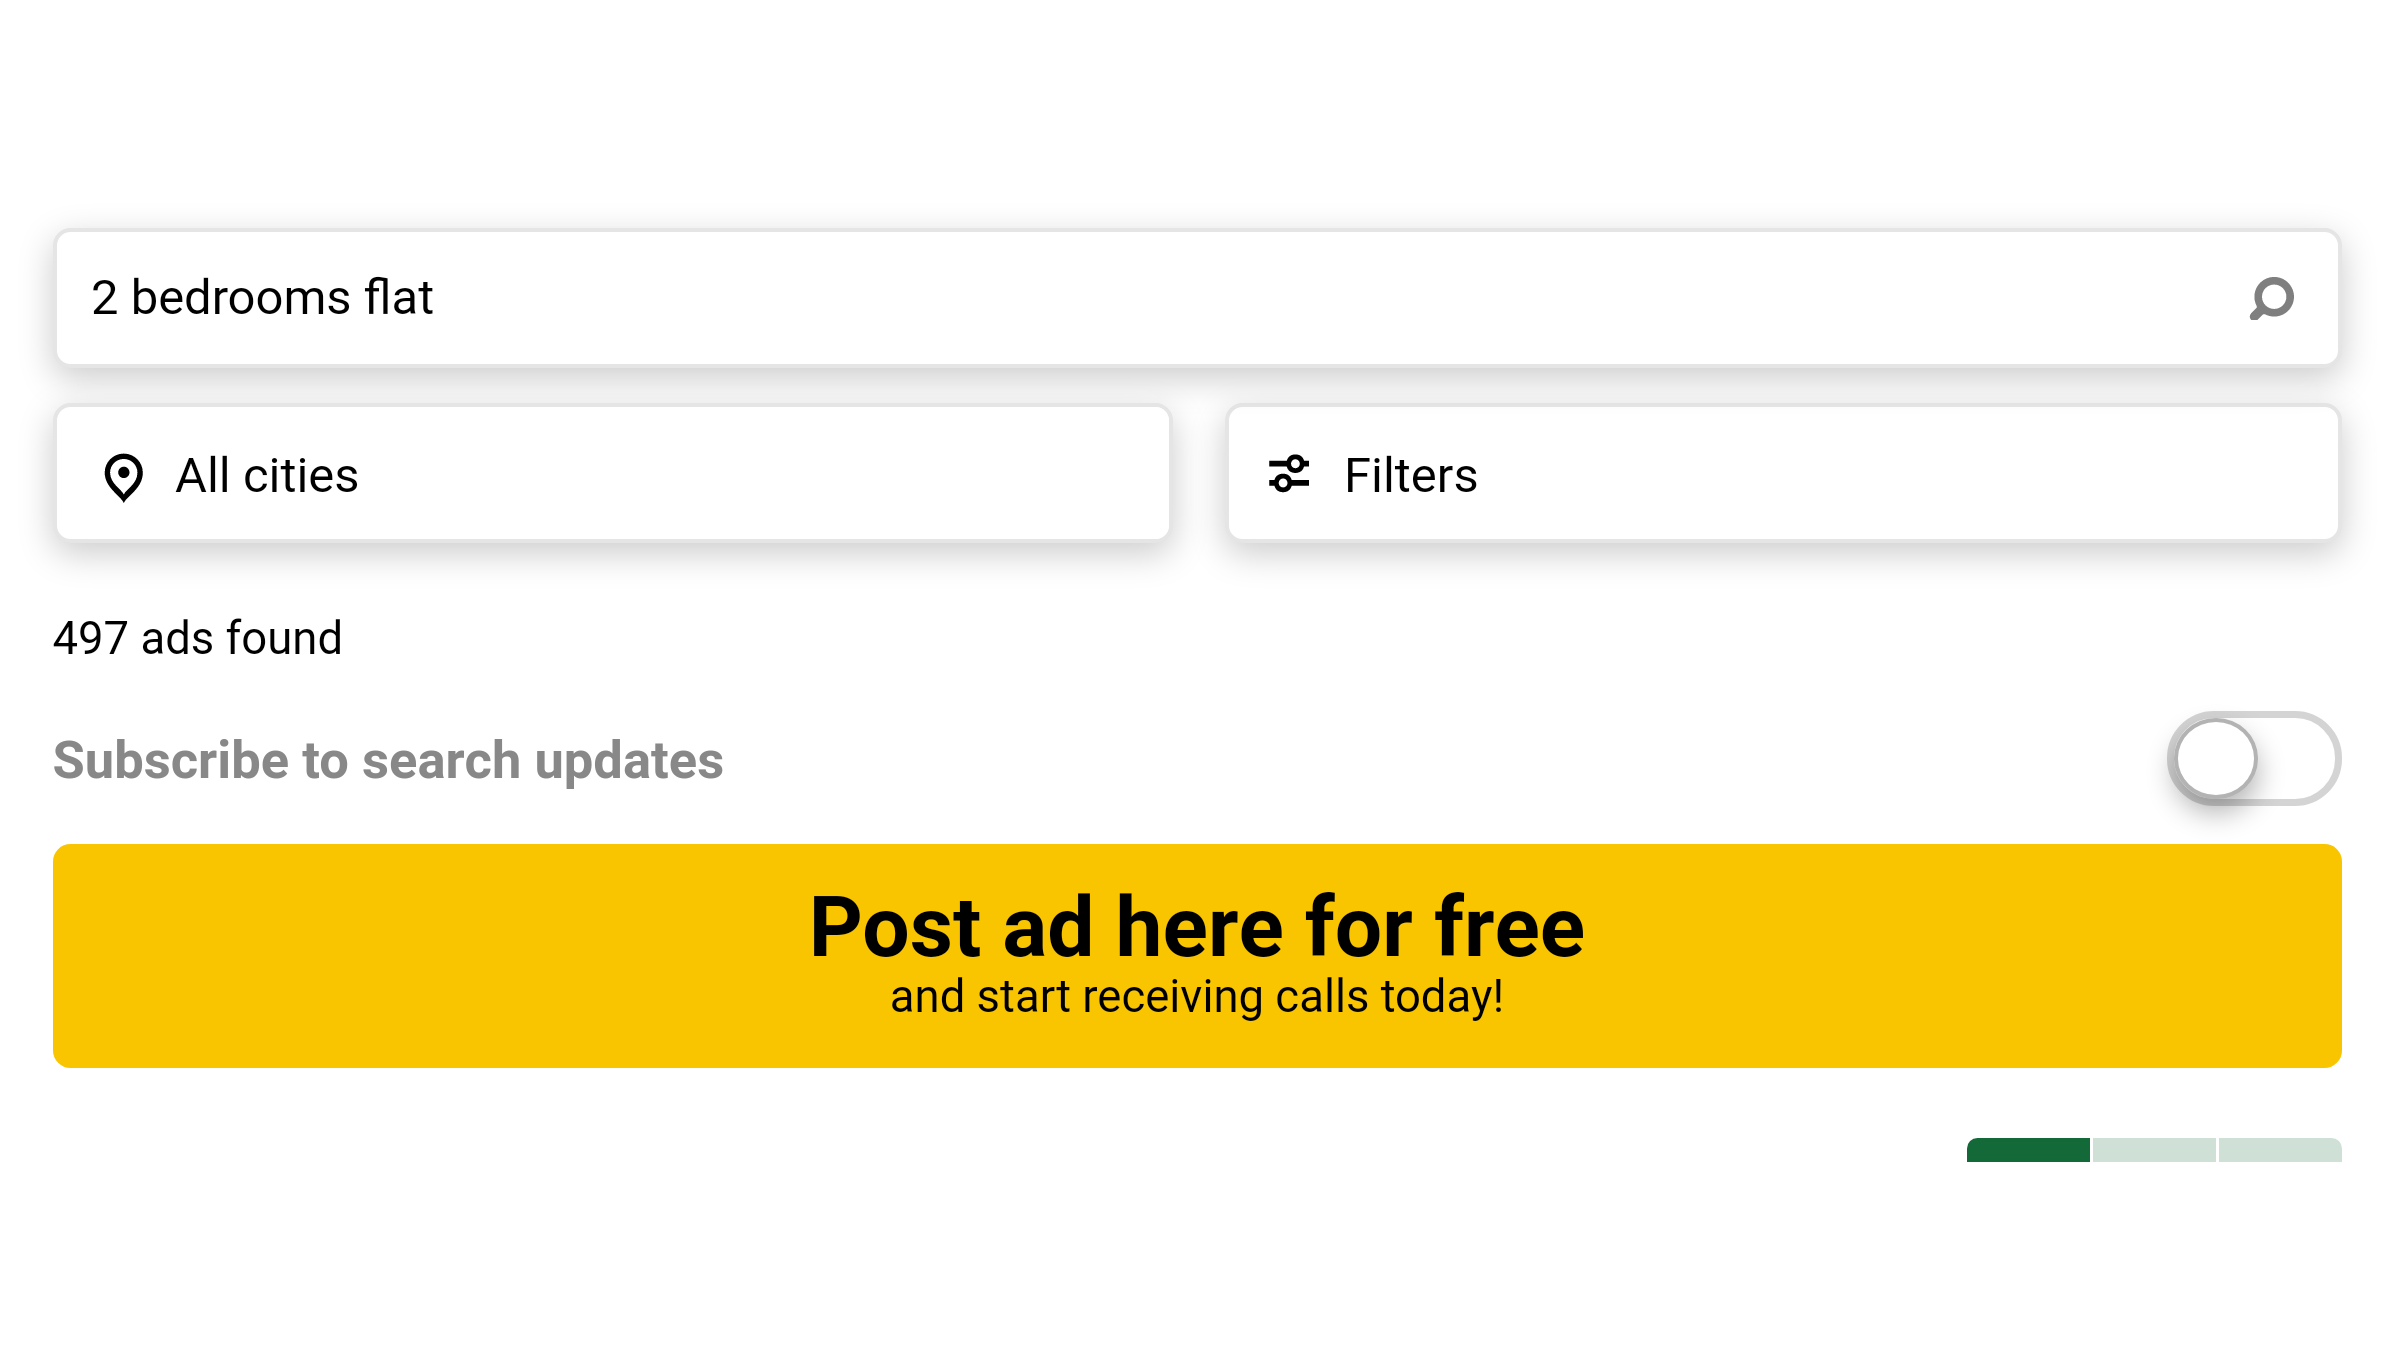 2 bedrooms flat
All cities
Filters
497 ads found
Subscribe to search updates
Post ad here for free
and start receiving calls today!